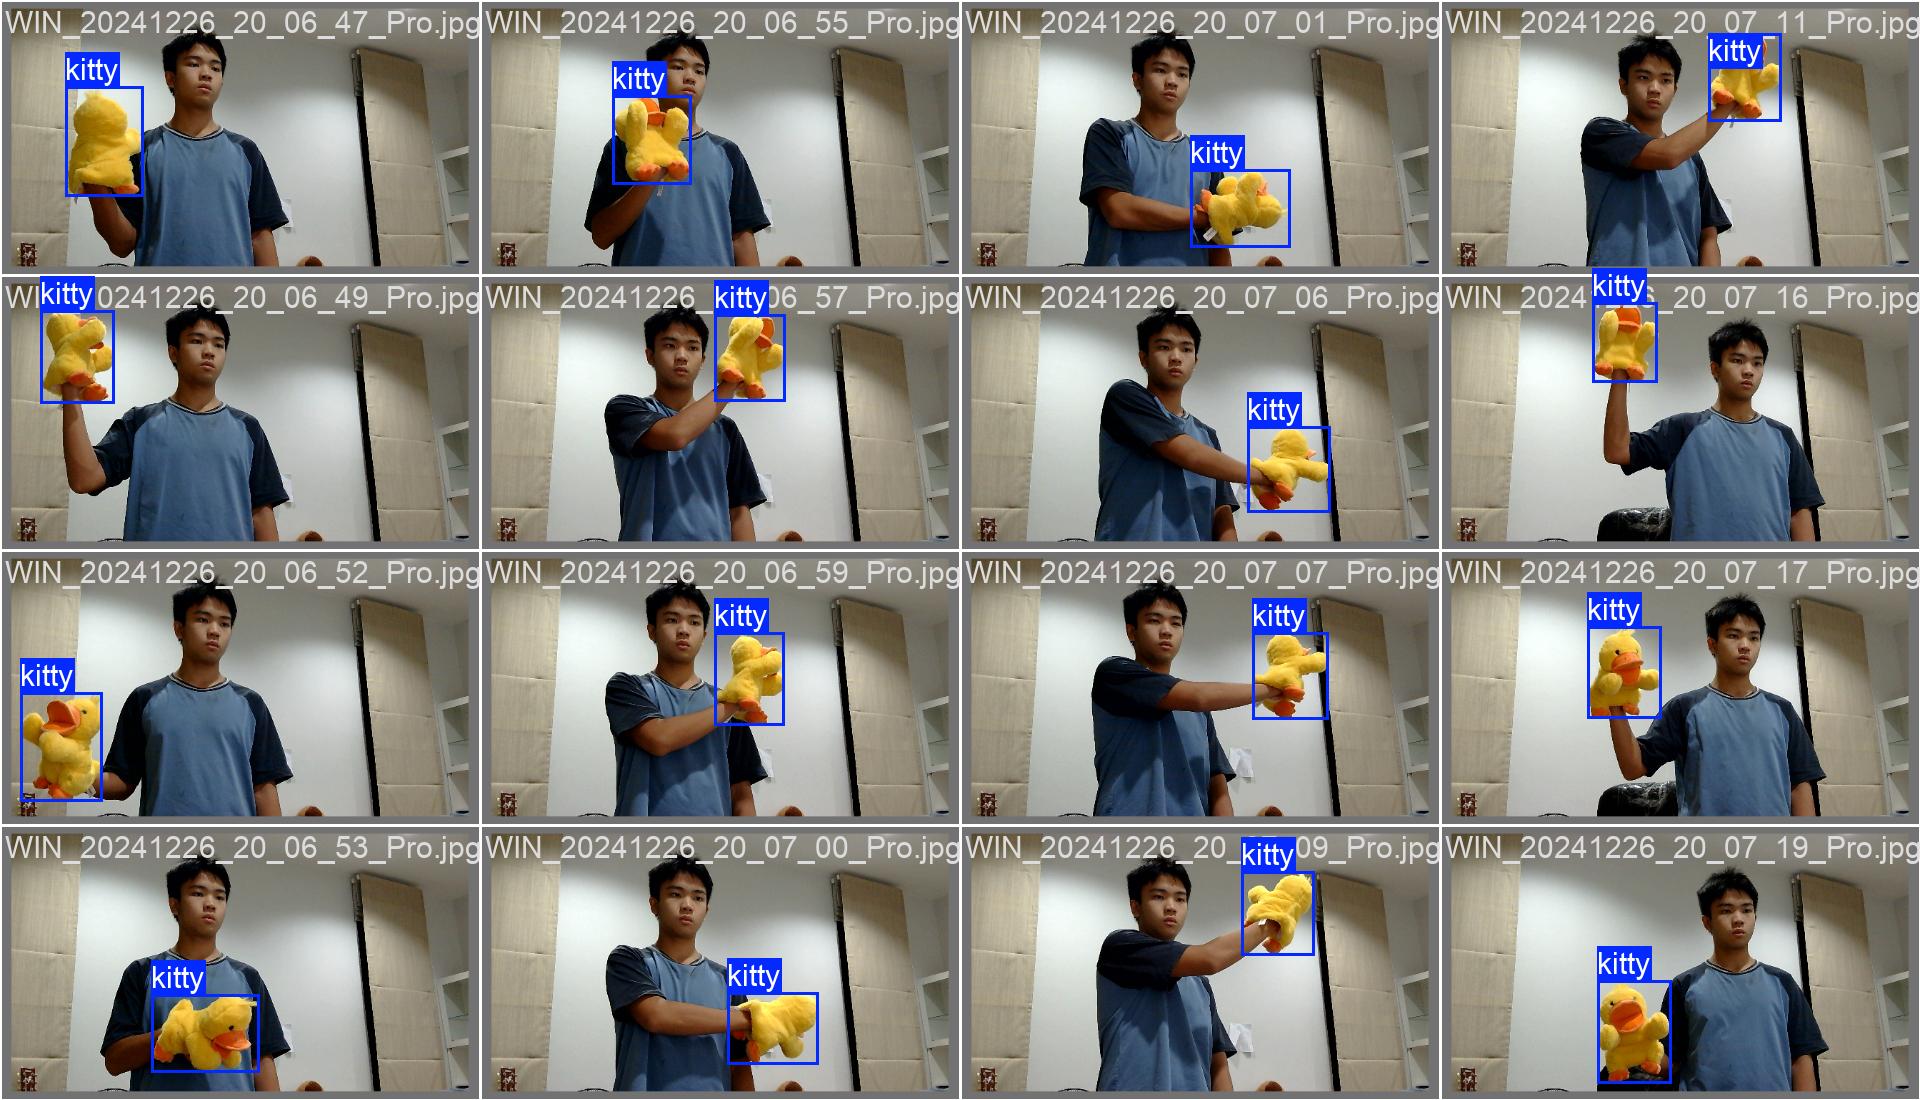 WIN_20241226_20_06_47_Pro.jpg
kitty
WIN_20241226_20_06_55_Pro.jpg
kitty
WIN_20241226_20_07_01_Pro.jpg
kitty
WIN_20241226_20_07_11_Pro.jpg
kitty
WI 0241226_20_06_49_Pro.jpg
kitty
WIN_20241226_ 06_57_Pro.jpg
kitty
WIN_20241226_20_07_06_Pro.jpg
kitty
WIN_2024 _20_07_16_Pro.jpg
kitty
WIN_20241226_20_06_52_Pro.jpg
kitty
WIN_20241226_20_06_59_Pro.jpg
kitty
WIN_20241226_20_07_07_Pro.jpg
kitty
WIN_20241226_20_07_17_Pro.jpg
kitty
WIN_20241226_20_06_53_Pro.jpg
kitty
WIN_20241226_20_07_00_Pro.jpg
kitty
WIN_20241226_20_ 09_Pro.jpg
kitty
WIN_20241226_20_07_19_Pro.jpg
kitty